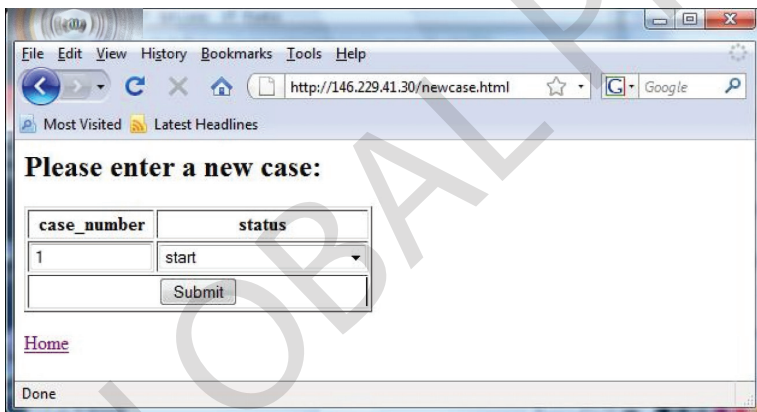 File Edit View History Bookmarks Tools Help
http://146.229.41.30/newcase.html G Google
Most Visited Latest Headlines
Please enter a new case:
case_number status
1 start
Submit
Home
Done